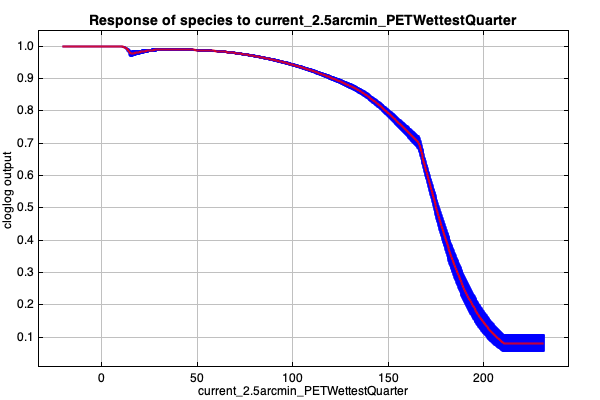 Response of species to current_2.5arcmin_PETWettestQuarter
1.0
0.9
0.8
0.7
0.6
0.5
0.4
0.3
0.2
0.1
cloglog output
0 50 100 150 200
current_2.5arcmin_PETWettestQuarter